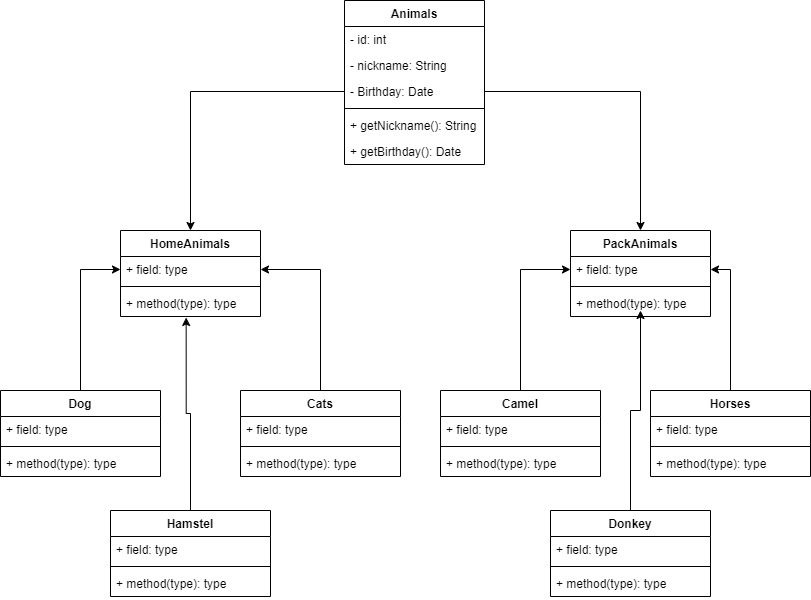 Animals
- id: int
- nickname: String
- Birthday: Date
+ getNickname(): String
+ getBirthday(): Date
HomeAnimals
+ field: type
+ method(type): type
PackAnimals
+ field: type
+ method(type): type
Dog
+ field: type
+ method(type): type
Cats
+ field: type
+ method(type): type
Camel
+ field: type
+ method(type): type
Horses
+ field: type
+ method(type): type
Hamstel
+ field: type
+ method(type): type
Donkey
+ field: type
+ method(type): type